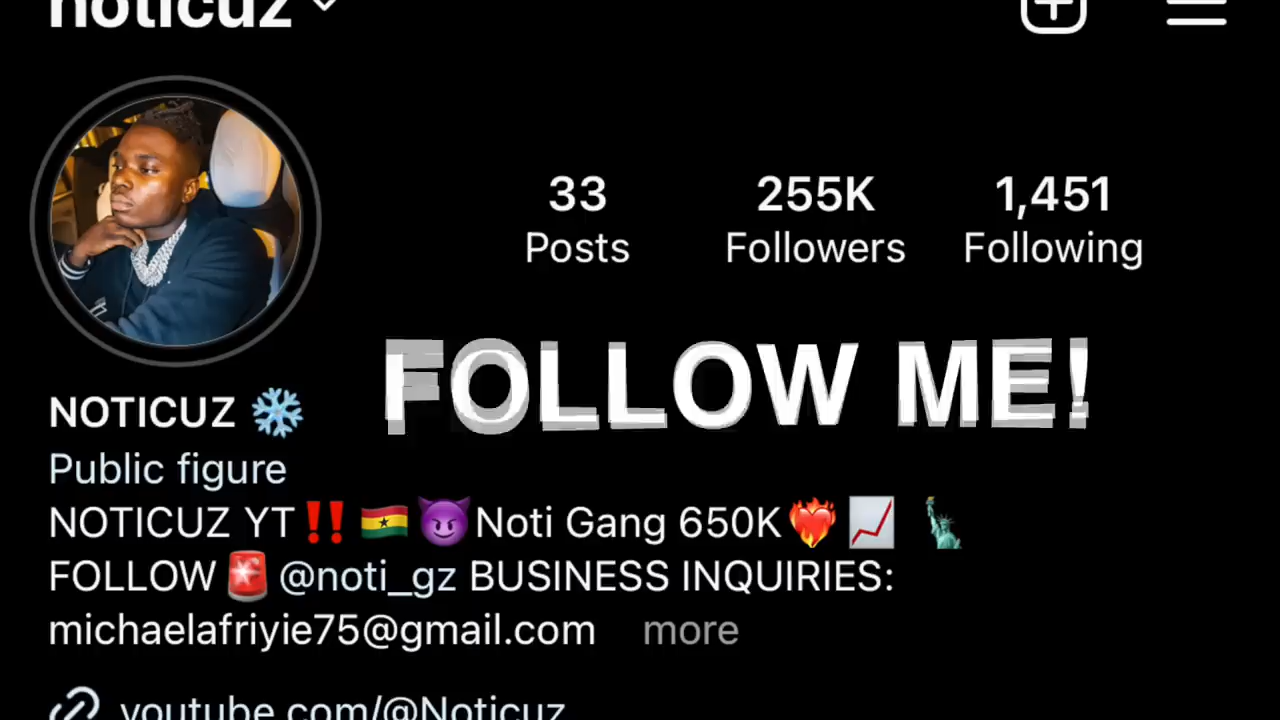 noticuz
33 255K 1,451
Posts Followers Following
FOLLOW ME!
NOTICUZ ❄️
Public figure
NOTICUZ YT‼️🇬🇭😈Noti Gang 650K❤️‍🔥📈🗽
FOLLOW🚨@noti_gz BUSINESS INQUIRIES:
michaelafriyie75@gmail.com more
youtube.com/@Noticuz